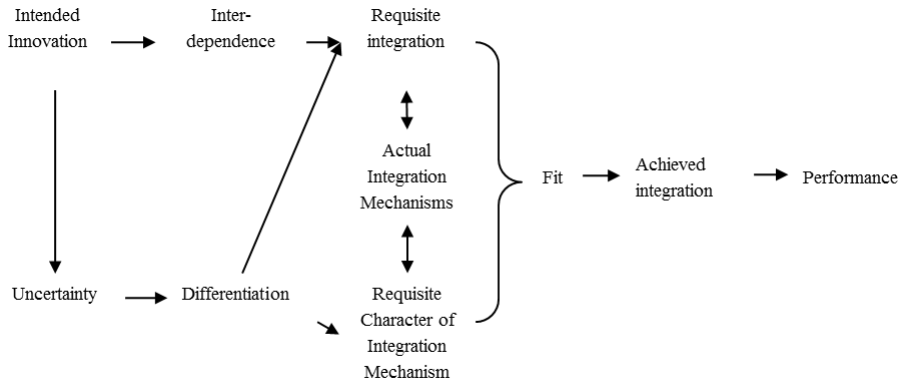 Intended
Innovation
Inter-
dependence
Requisite
integration
Actual
Integration
Mechanisms
Fit
Achieved
integration
Performance
Uncertainty
Differentiation
Requisite
Character of
Integration
Mechanism